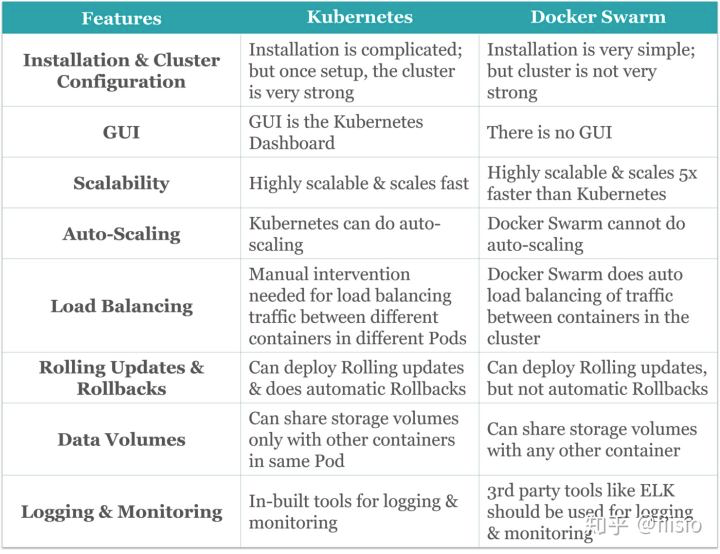 Features Kubernetes Docker Swarm
Installation & Cluster
Configuration
Installation is complicated;
but once setup, the cluster
is very strong
Installation is very simple;
but cluster is not very
strong
GUI
GUI is the Kubernetes
Dashboard
There is no GUI
Scalability
Highly scalable & scales fast
Highly scalable & scales 5x
faster than Kubernetes
Auto-Scaling
Kubernetes can do auto-
scaling
Docker Swarm cannot do
auto-scaling
Load Balancing
Manual intervention
needed for load balancing
traffic between different
containers in different Pods
Docker Swarm does auto
load balancing of traffic
between containers in the
cluster
Rolling Updates &
Rollbacks
Can deploy Rolling updates
& does automatic Rollbacks
Can deploy Rolling updates,
but not automatic Rollbacks
Data Volumes
Can share storage volumes
only with other containers
in same Pod
Can share storage volumes
with any other container
Logging & Monitoring
In-built tools for logging &
monitoring
3rd party tools like ELK
should be used for logging
& monitoring
知乎